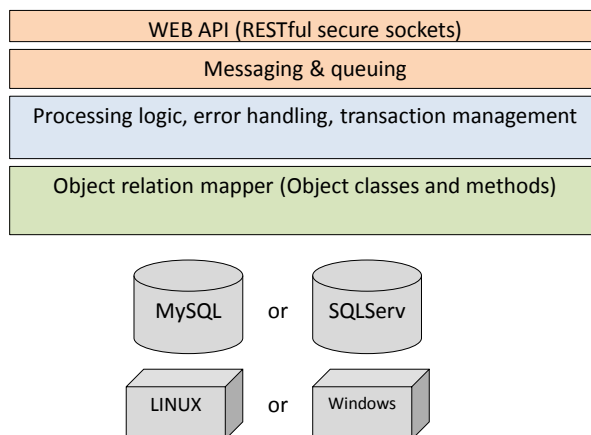 WEB API (RESTful secure sockets)
Messaging & queuing
Processing logic, error handling, transaction management
Object relation mapper (Object classes and methods)
MySQL or SQLServ
LINUX or Windows